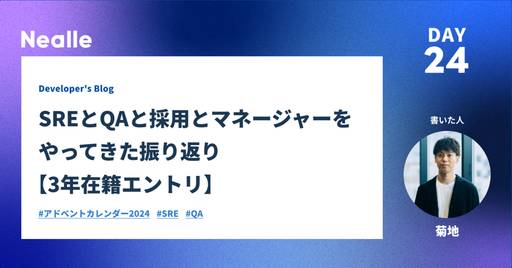 Nealle
DAY
24
Developer's Blog
SREとQAと採用とマネージャーを
やってきた振り返り
【3年在籍エントリ】
#アドベントカレンダー2024 #SRE #QA
書いた人
菊地